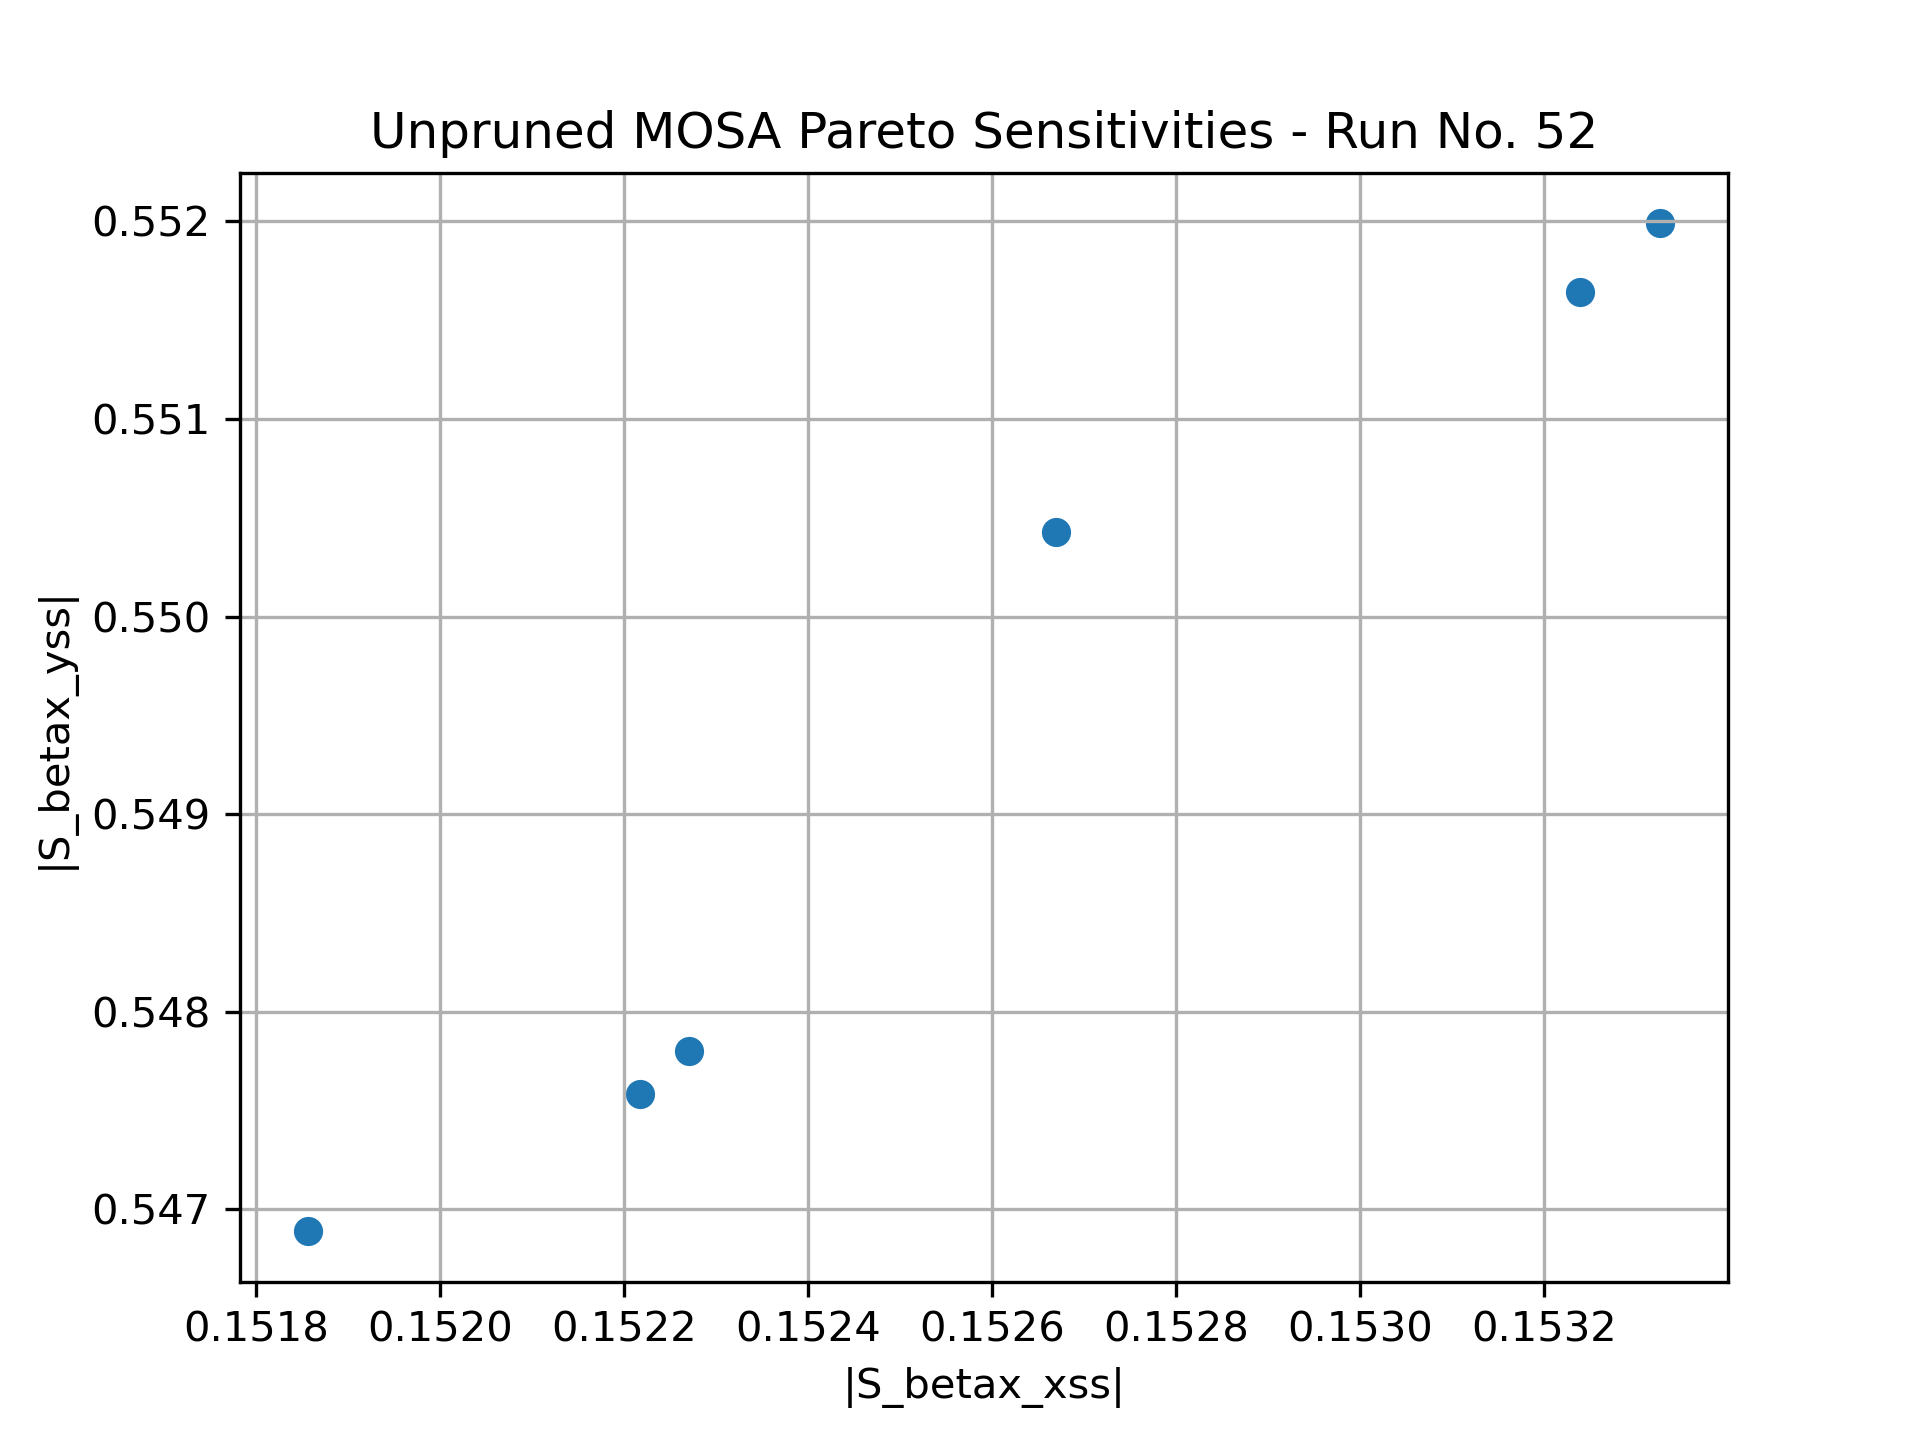 Unpruned MOSA Pareto Sensitivities - Run No. 52
|S_betax_yss|
0.552
0.551
0.550
0.549
0.548
0.547
0.1518 0.1520 0.1522 0.1524 0.1526 0.1528 0.1530 0.1532
|S_betax_xss|